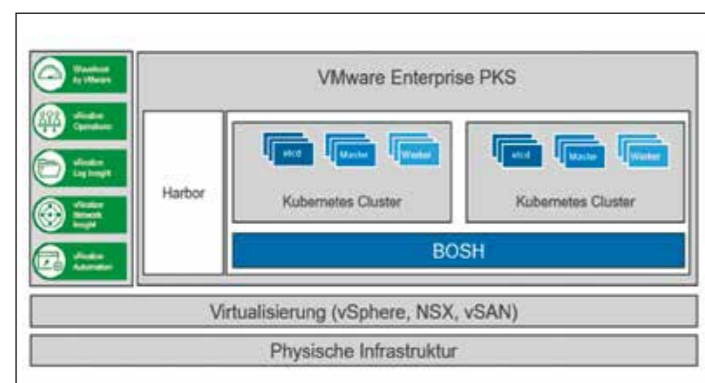 Wavefront
by VMware
vRealize
Operations
vRealize
Log Insight
vRealize
Network
Insight
vRealize
Automation
VMware Enterprise PKS
Harbor
etcd
Master
Worker
Kubernetes Cluster
etcd
Master
Worker
Kubernetes Cluster
BOSH
Virtualisierung (vSphere, NSX, vSAN)
Physische Infrastruktur